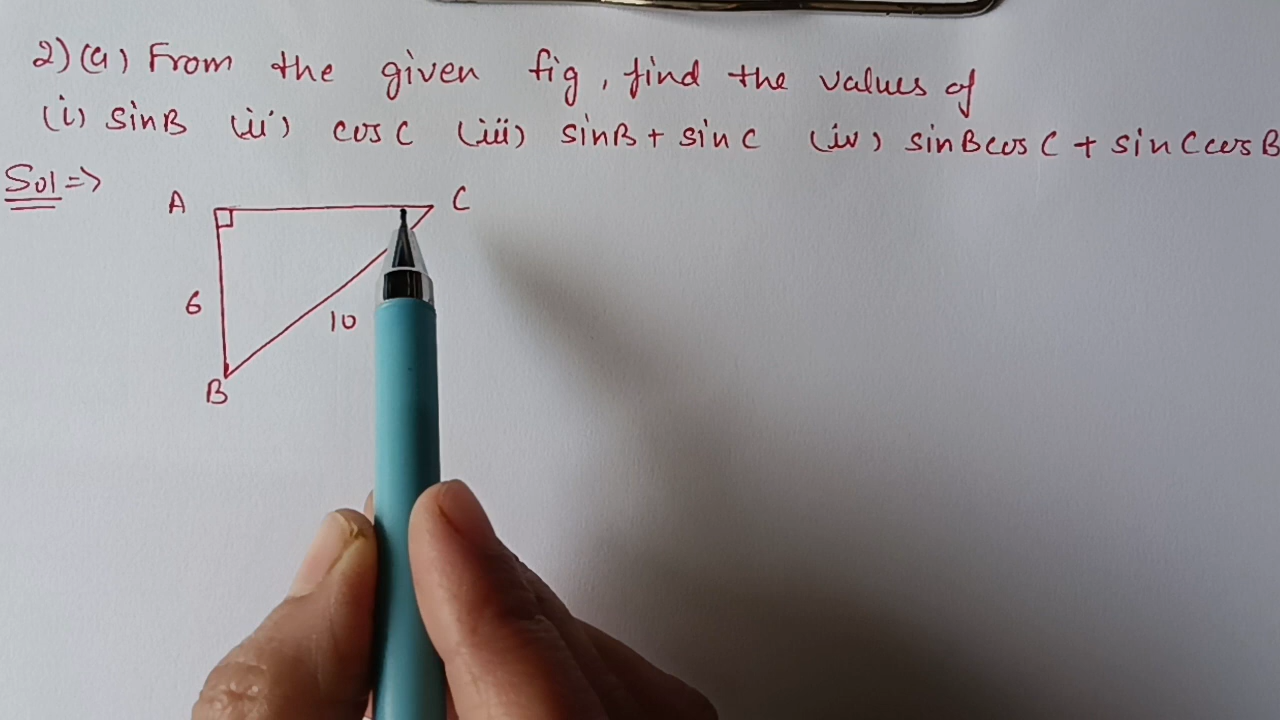 2) (a) From the given fig, find the values of
(i) sinB (ii) cosC (iii) sinB + sinC (iv) sinBcosC + sinCcosB
Sol =>
A C
6
10
B